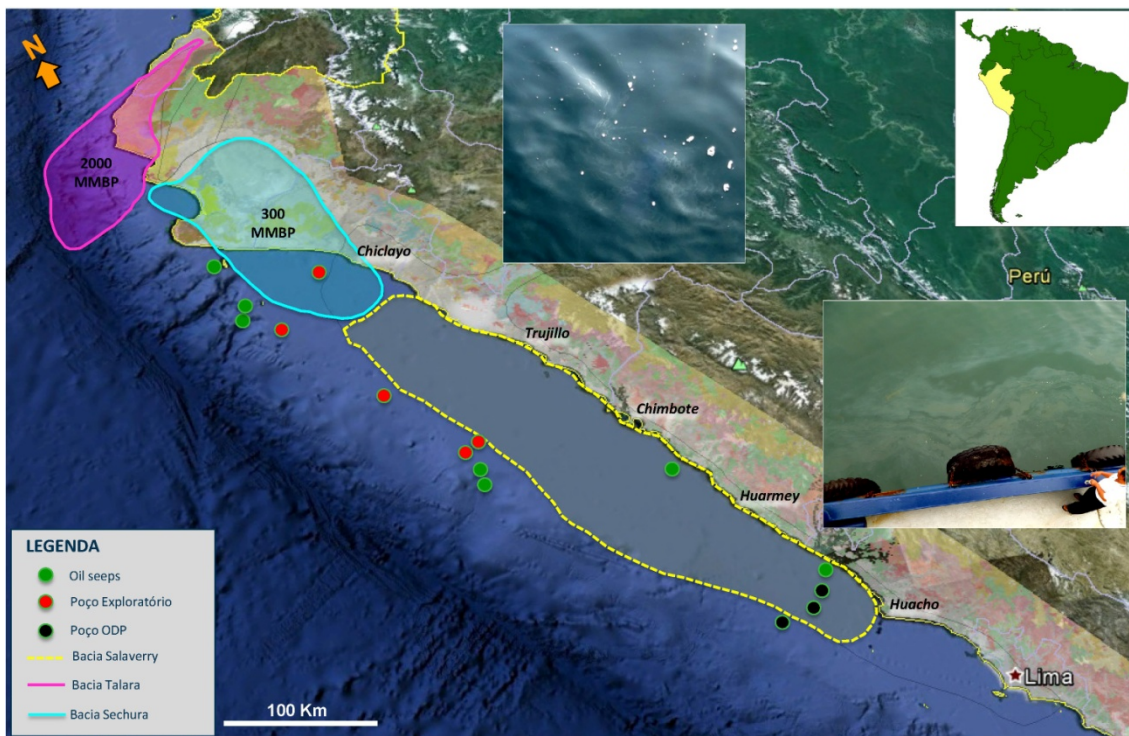 N
2000
MMBP
300
MMBP
Chiclayo
Trujillo
Chimbote
Huarmey
Huacho
Lima
Perú
LEGENDA
Oil seeps
Poço Exploratório
Poço ODP
Bacia Salaverry
Bacia Talara
Bacia Sechura
100 Km